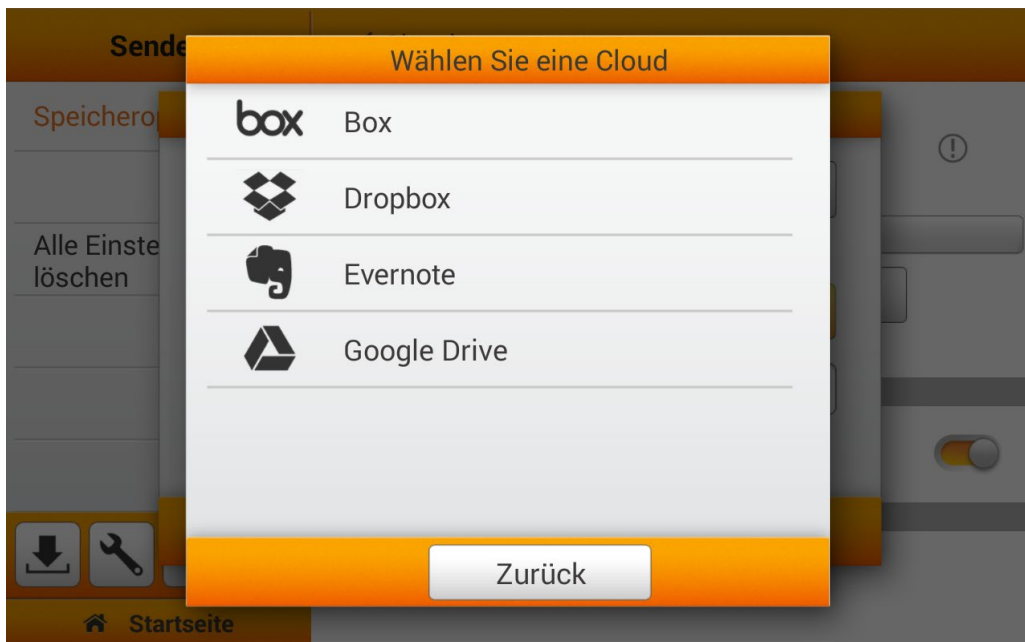 Sende
Wählen Sie eine Cloud
Speicherop
box Box
Dropbox
Alle Einste
löschen
Evernote
Google Drive
Zurück
Startseite